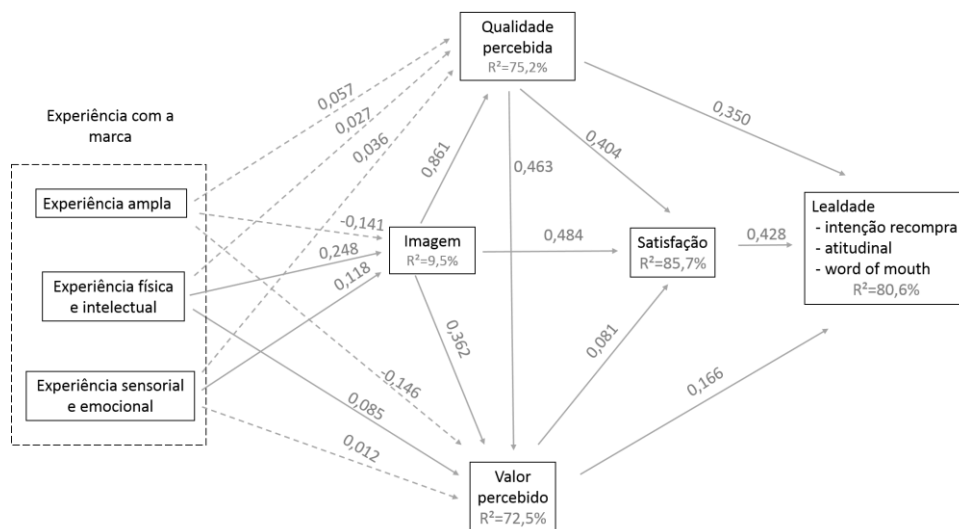 Qualidade
percebida
R²=75,2%
0,057
0,027
0,036
0,350
Experiência com a
marca
0,861
0,463
0,404
Experiência ampla
-0,141
0,248
0,118
Imagem
R²=9,5%
0,484
Satisfação
R²=85,7%
0,428
Lealdade
- intenção recompra
- atitudinal
- word of mouth
R²=80,6%
Experiência física
e intelectual
0,362
0,081
Experiência sensorial
e emocional
-0,146
0,085
0,012
0,166
Valor
percebido
R²=72,5%